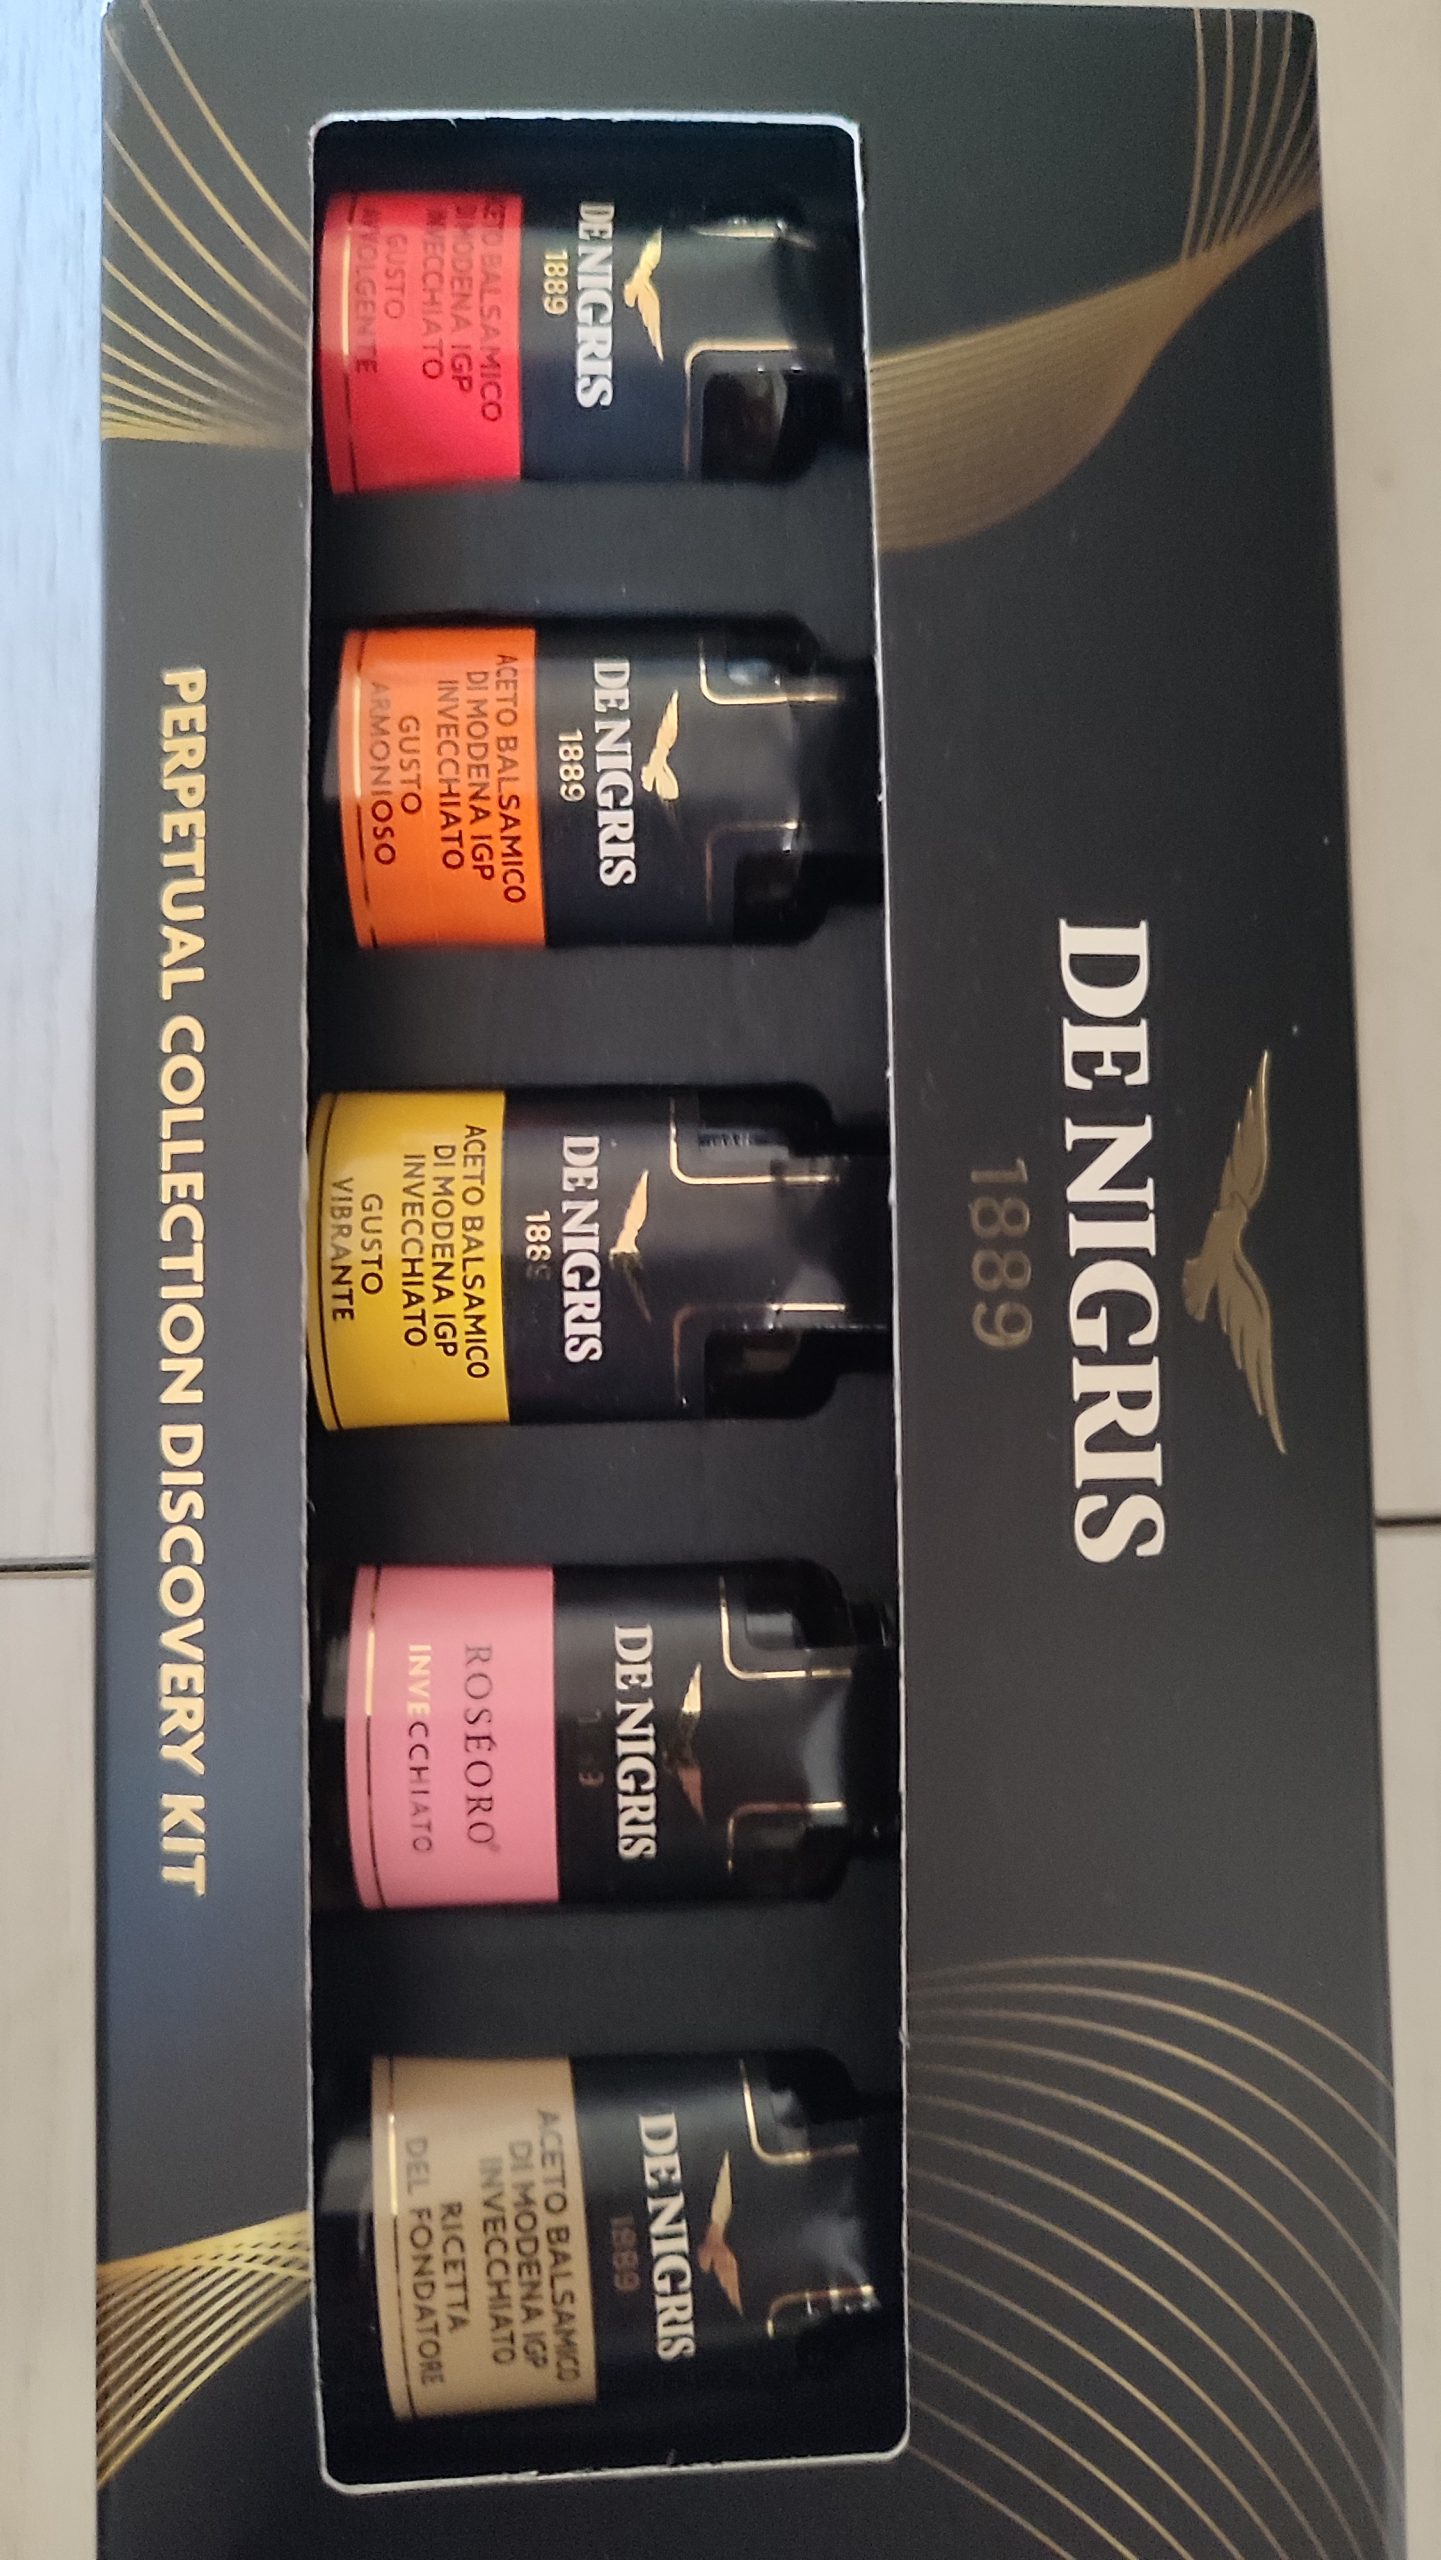 DE NIGRIS
1889
DE NIGRIS
1889
ACETO BALSAMICO
DI MODENA IGP
INVECCHIATO
GUSTO
AVVOLGENTE
DE NIGRIS
1889
ACETO BALSAMICO
DI MODENA IGP
INVECCHIATO
GUSTO
ARMONIOSO
DE NIGRIS
1889
ACETO BALSAMICO
DI MODENA IGP
INVECCHIATO
GUSTO
VIBRANTE
DE NIGRIS
ROSÉORO®
INVECCHIATO
DE NIGRIS
1889
ACETO BALSAMICO
DI MODENA IGP
INVECCHIATO
RICETTA
DEL FONDATORE
PERPETUAL COLLECTION DISCOVERY KIT